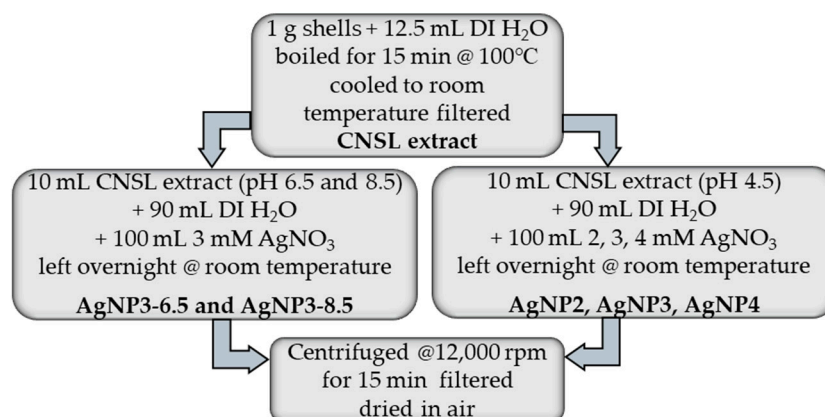 1 g shells + 12.5 mL DI H₂O
boiled for 15 min @ 100°C
cooled to room
temperature filtered
CNSL extract
10 mL CNSL extract (pH 6.5 and 8.5)
+ 90 mL DI H₂O
+ 100 mL 3 mM AgNO₃
left overnight @ room temperature
AgNP3-6.5 and AgNP3-8.5
10 mL CNSL extract (pH 4.5)
+ 90 mL DI H₂O
+ 100 mL 2, 3, 4 mM AgNO₃
left overnight @ room temperature
AgNP2, AgNP3, AgNP4
Centrifuged @12,000 rpm
for 15 min filtered
dried in air